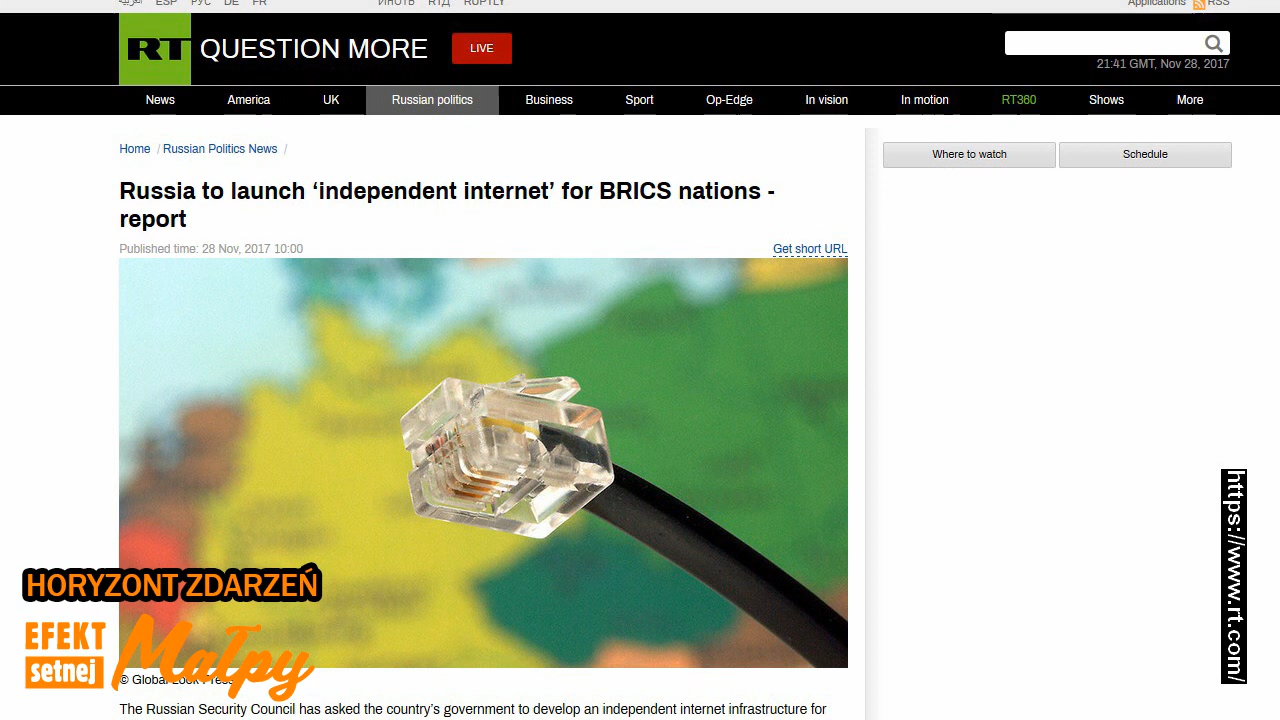 ESP РУС DE FR ИНОТВ RTД RUPTLY Applications RSS
RT QUESTION MORE LIVE
21:41 GMT, Nov 28, 2017
News America UK Russian politics Business Sport Op-Edge In vision In motion RT360 Shows More
Home / Russian Politics News /
Where to watch Schedule
Russia to launch ‘independent internet’ for BRICS nations -
report
Published time: 28 Nov, 2017 10:00
Get short URL
https://www.rt.com/
HORYZONT ZDARZEŃ
EFEKT
setnej
Małpy
© Global Look Press
The Russian Security Council has asked the country’s government to develop an independent internet infrastructure for